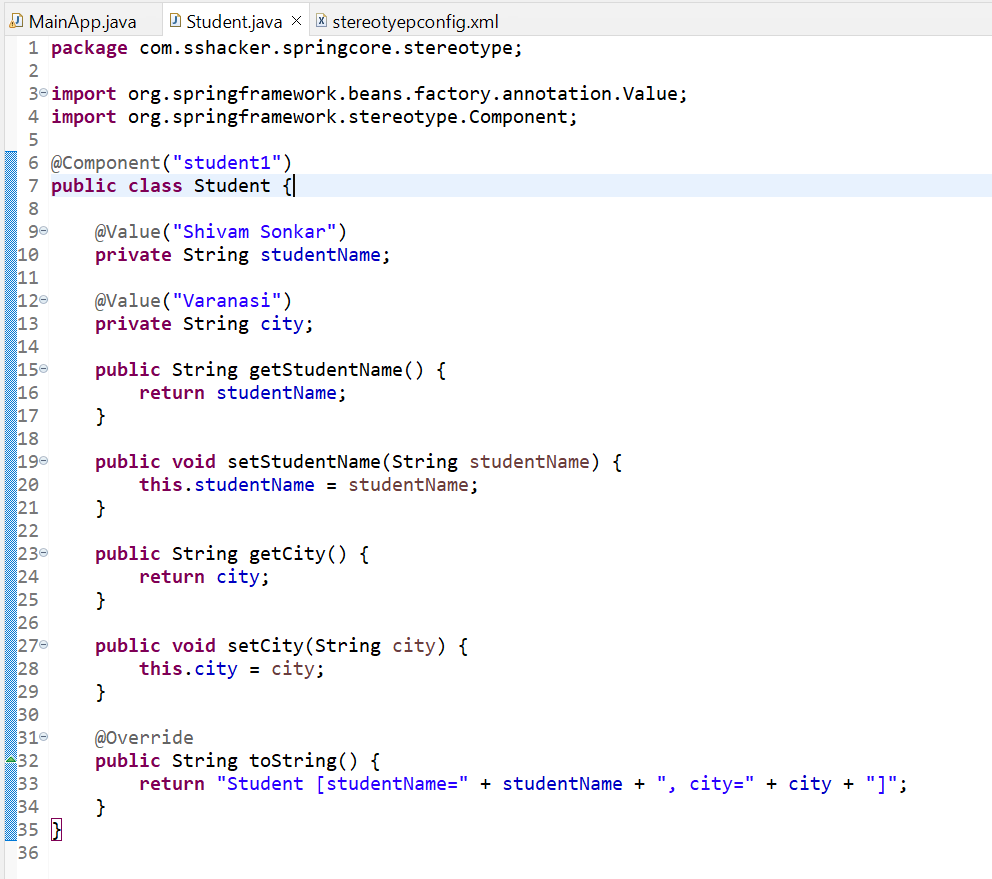 MainApp.java Student.java stereotyepconfig.xml
1 package com.sshacker.springcore.stereotype;
2
3 import org.springframework.beans.factory.annotation.Value;
4 import org.springframework.stereotype.Component;
5
6 @Component("student1")
7 public class Student {
8
9 @Value("Shivam Sonkar")
10 private String studentName;
11
12 @Value("Varanasi")
13 private String city;
14
15 public String getStudentName() {
16 return studentName;
17 }
18
19 public void setStudentName(String studentName) {
20 this.studentName = studentName;
21 }
22
23 public String getCity() {
24 return city;
25 }
26
27 public void setCity(String city) {
28 this.city = city;
29 }
30
31 @Override
32 public String toString() {
33 return "Student [studentName=" + studentName + ", city=" + city + "]";
34 }
35 }
36